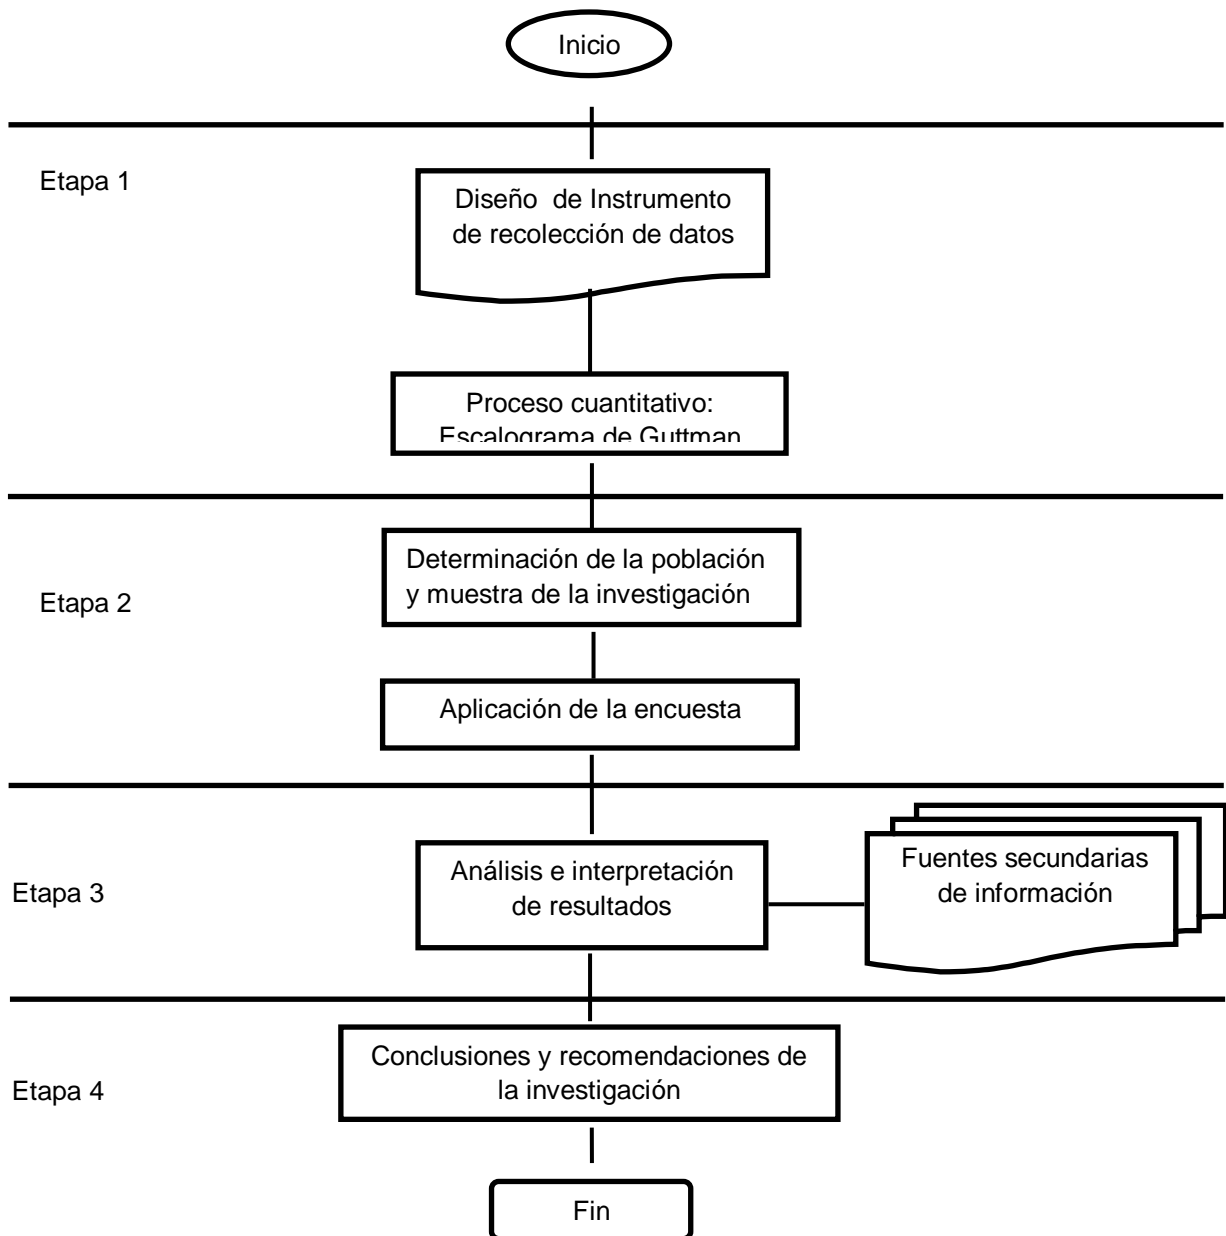 Inicio
Etapa 1
Diseño de Instrumento
de recolección de datos
Proceso cuantitativo:
Escalograma de Guttman
Determinación de la población
y muestra de la investigación
Etapa 2
Aplicación de la encuesta
Análisis e interpretación
de resultados
Fuentes secundarias
de información
Etapa 3
Conclusiones y recomendaciones de
la investigación
Etapa 4
Fin